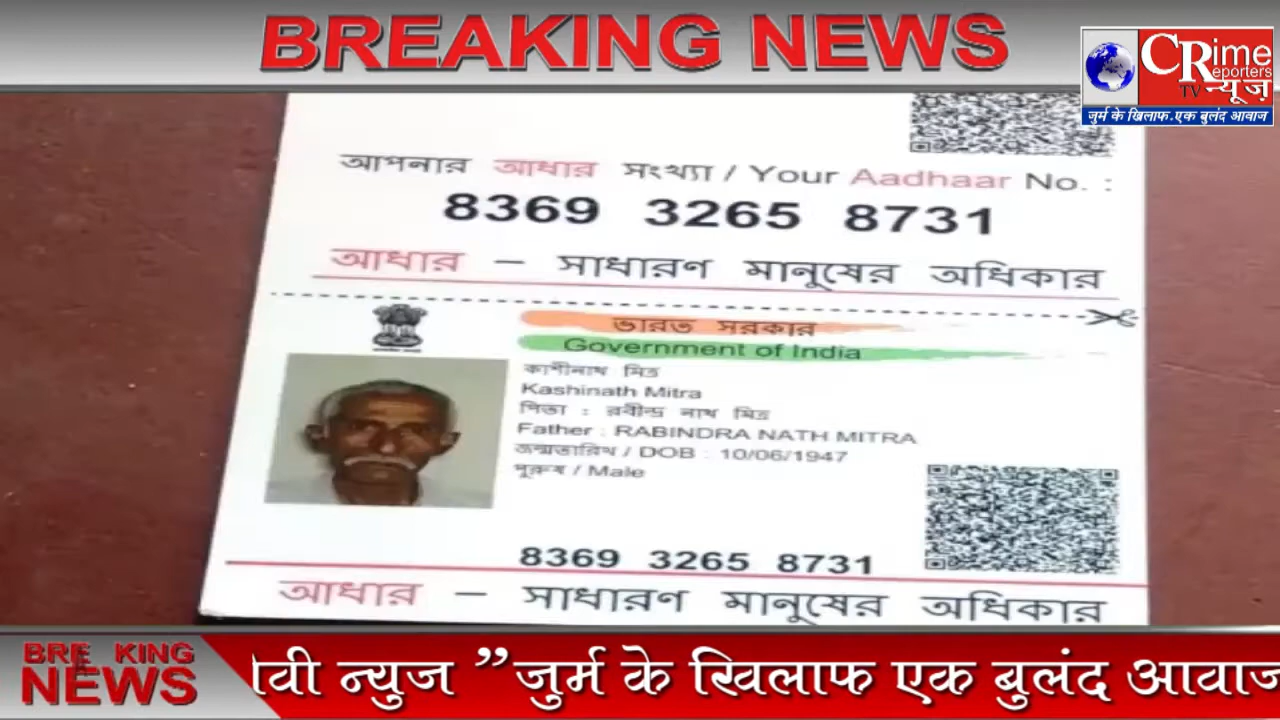 BREAKING NEWS
CRime
Reporters
TV न्यूज़
जुर्म के खिलाफ.एक बुलंद आवाज
আপনার আধার সংখ্যা / Your Aadhaar No. :
8369 3265 8731
আধার – সাধারণ মানুষের অধিকার
ভারত সরকার
Government of India
কাশীনাথ মিত্র
Kashinath Mitra
পিতা : রবীন্দ্র নাথ মিত্র
Father : RABINDRA NATH MITRA
জন্মতারিখ / DOB : 10/06/1947
পুরুষ / Male
8369 3265 8731
আধার – সাধারণ মানুষের অধিকার
BREAKING
NEWS
न्युज ”जुर्म के खिलाफ एक बुलंद आवाज